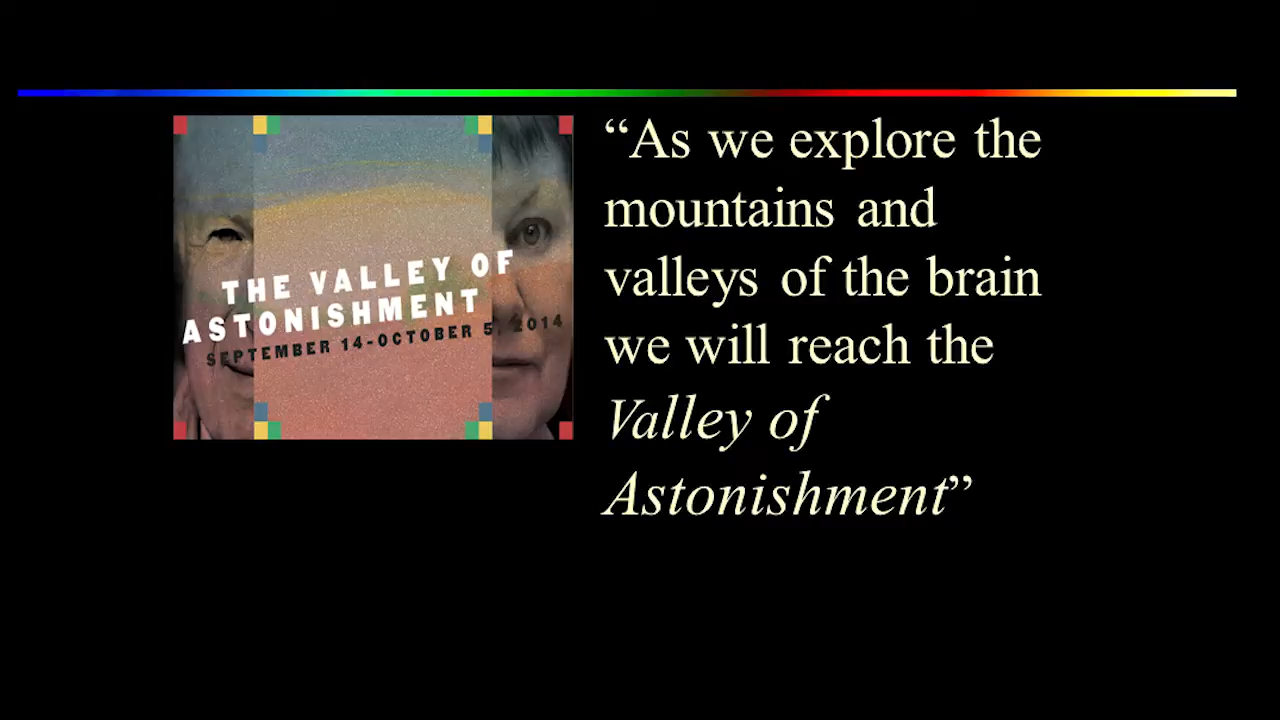 THE VALLEY OF
ASTONISHMENT
SEPTEMBER 14-OCTOBER 5, 2014
“As we explore the
mountains and
valleys of the brain
we will reach the
Valley of
Astonishment”